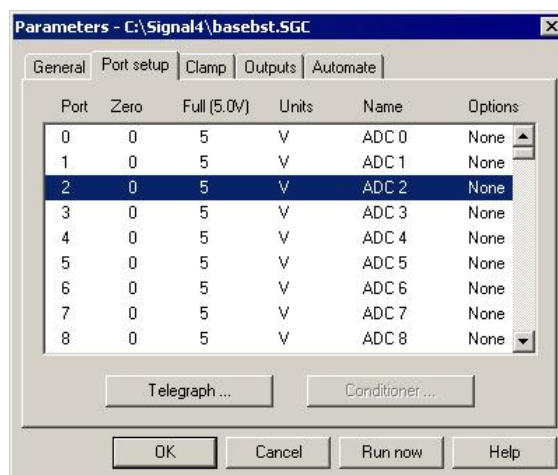 Parameters - C:\Signal4\basebst.SGC
General Port setup Clamp Outputs Automate
Port Zero Full (5.0V) Units Name Options
0 0 5 V ADC 0 None
1 0 5 V ADC 1 None
2 0 5 V ADC 2 None
3 0 5 V ADC 3 None
4 0 5 V ADC 4 None
5 0 5 V ADC 5 None
6 0 5 V ADC 6 None
7 0 5 V ADC 7 None
8 0 5 V ADC 8 None
Telegraph ... Conditioner ...
OK Cancel Run now Help